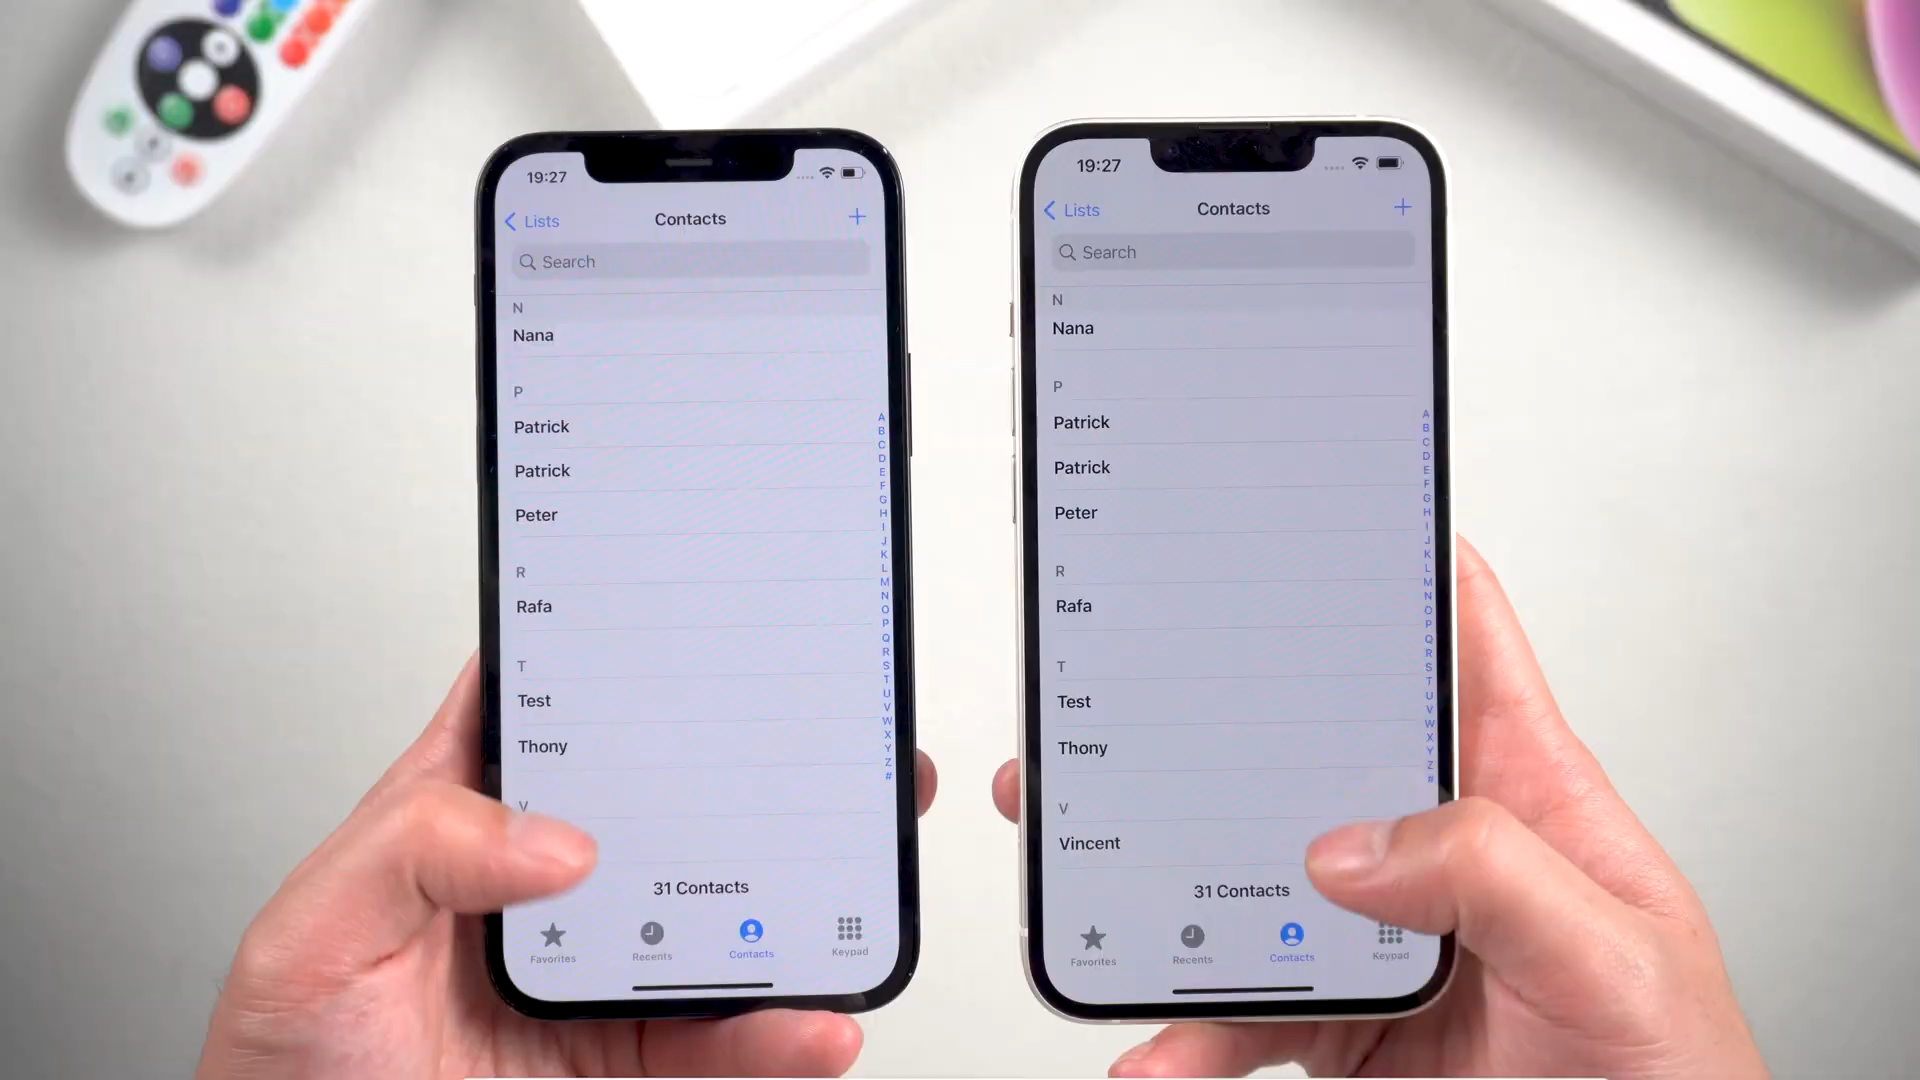 19:27
Lists
Contacts
+
Search
N
Nana
P
Patrick
Patrick
Peter
R
Rafa
T
Test
Thony
V
31 Contacts
Favorites
Recents
Contacts
Keypad
A
B
C
D
E
F
G
H
I
J
K
L
M
N
O
P
Q
R
S
T
U
V
W
X
Y
Z
#
19:27
Lists
Contacts
+
Search
N
Nana
P
Patrick
Patrick
Peter
R
Rafa
T
Test
Thony
V
Vincent
31 Contacts
Favorites
Recents
Contacts
Keypad
A
B
C
D
E
F
G
H
I
J
K
L
M
N
O
P
Q
R
S
T
U
V
W
X
Y
Z
#